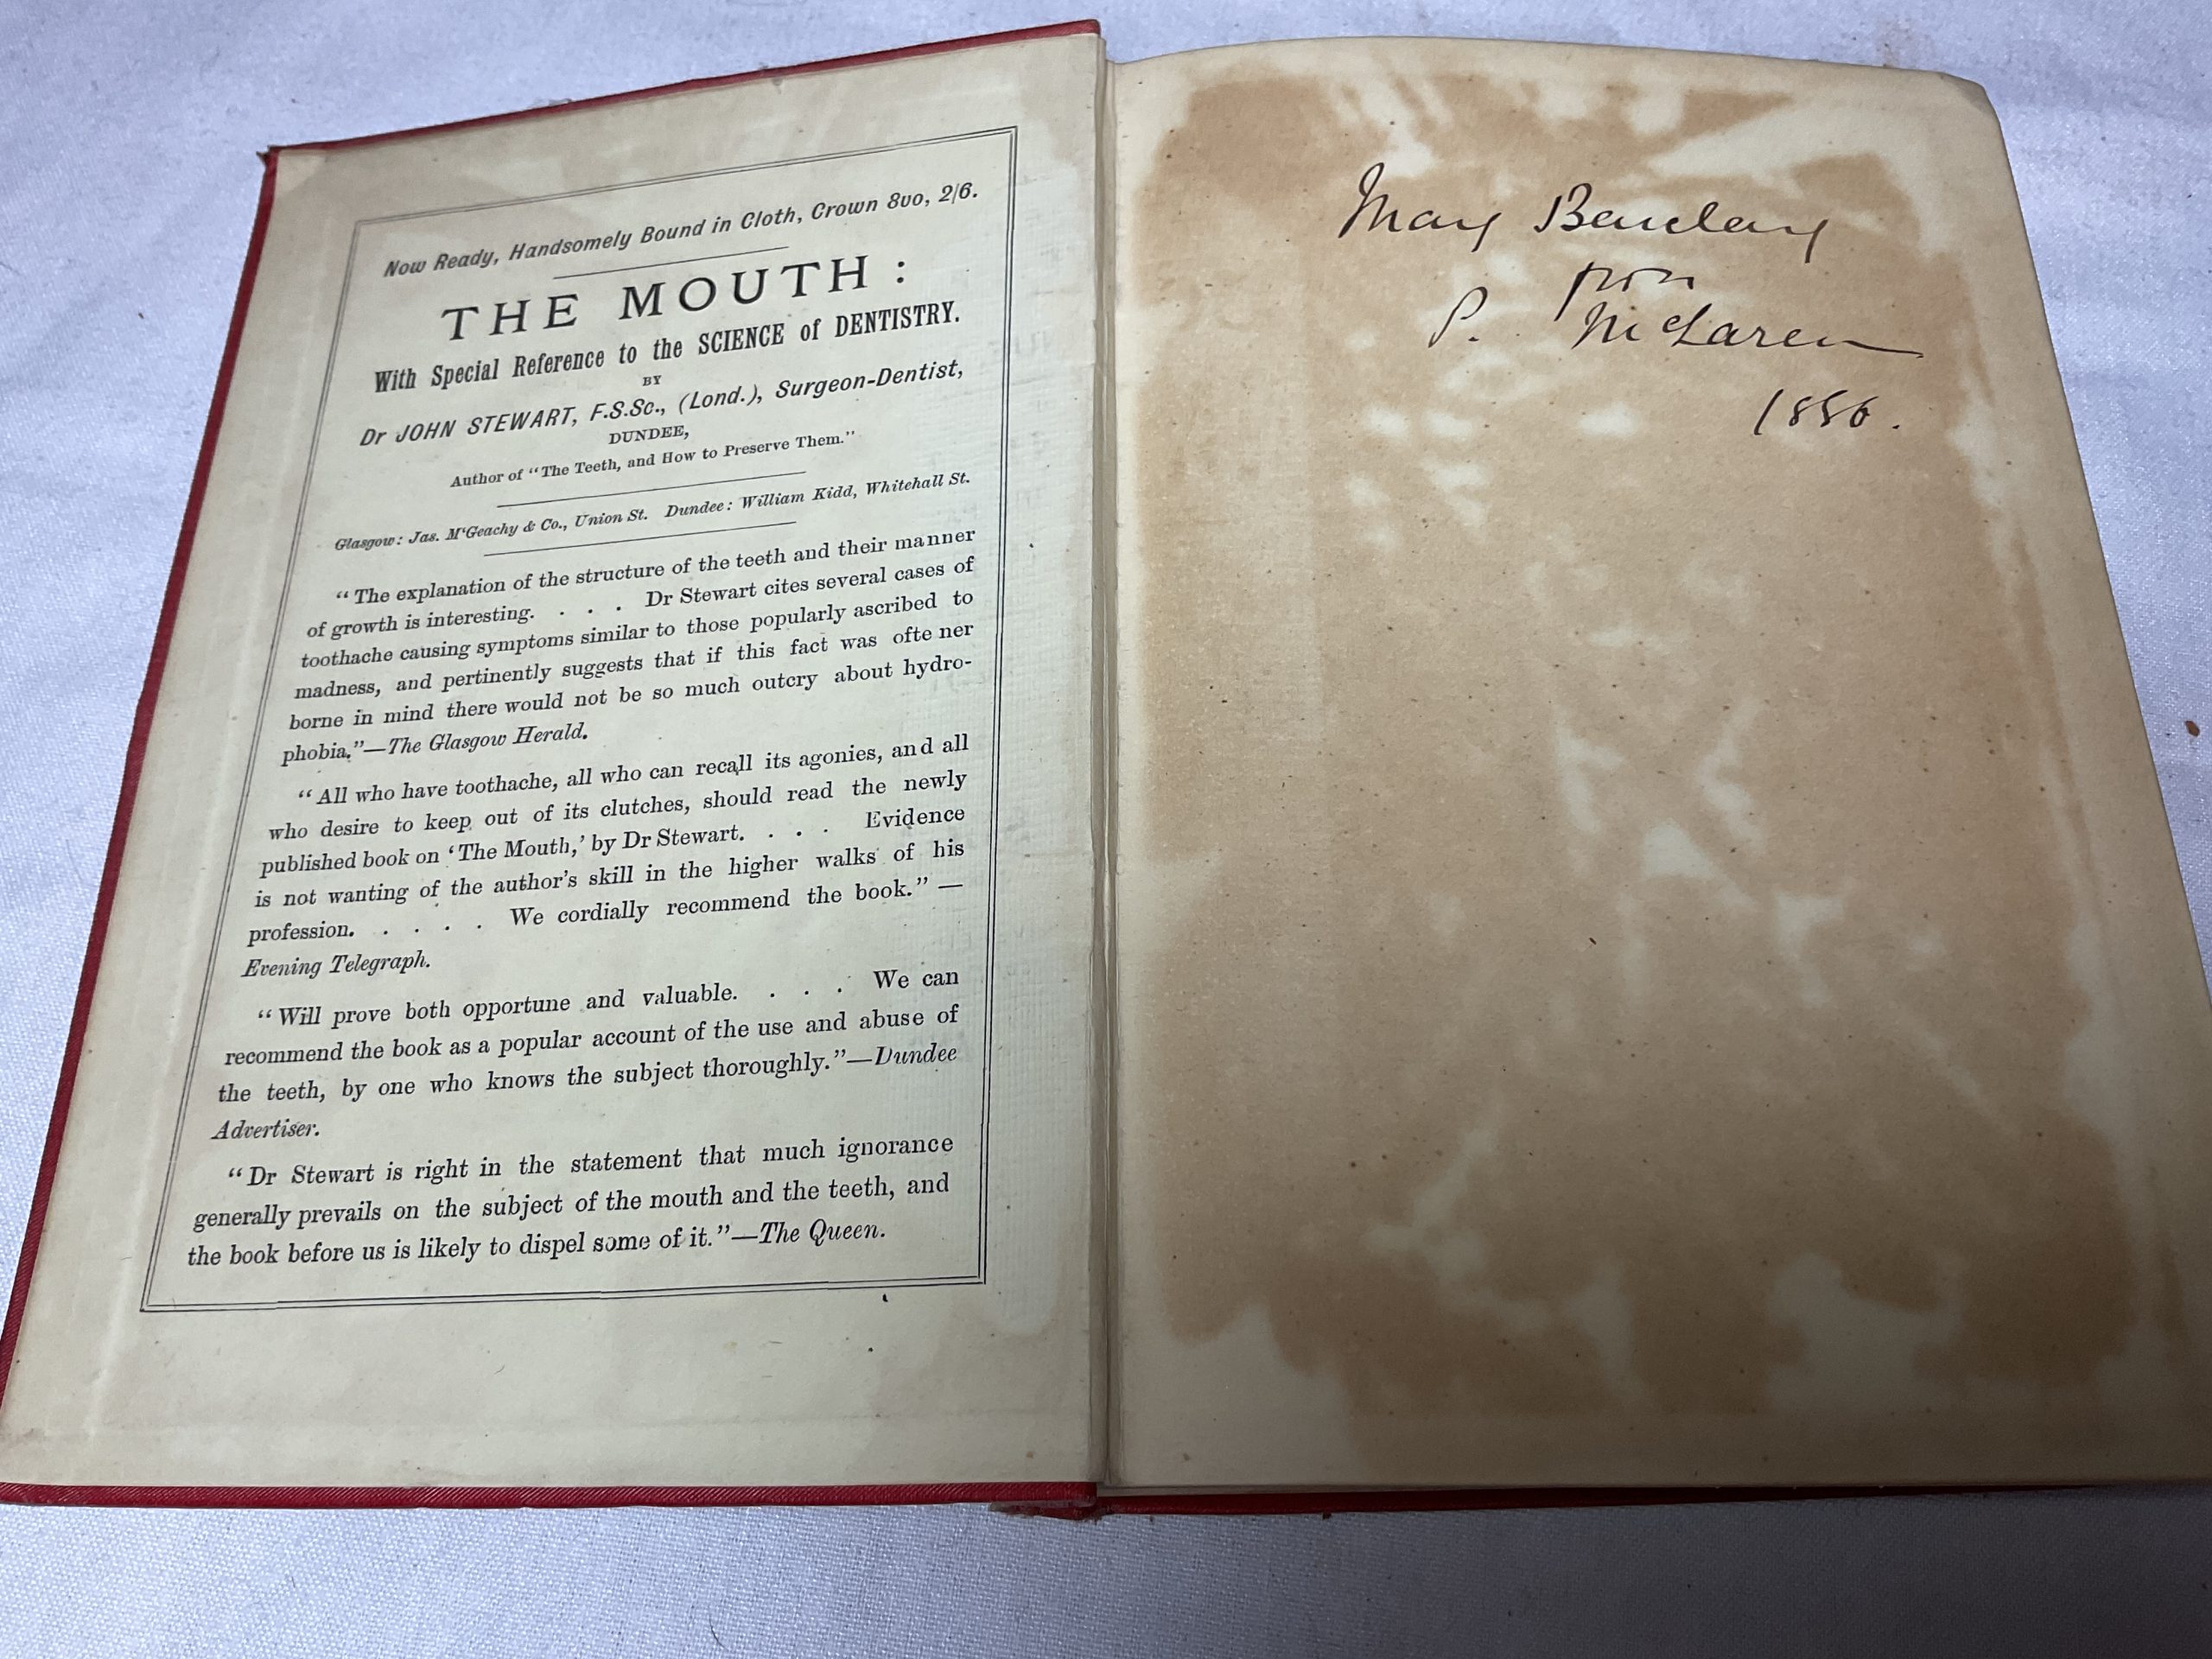 Now Ready, Handsomely Bound in Cloth, Crown 8vo, 2/6.
THE MOUTH:
With Special Reference to the SCIENCE of DENTISTRY.
BY
Dr JOHN STEWART, F.S.Sc., (Lond.), Surgeon-Dentist,
DUNDEE,
Author of "The Teeth, and How to Preserve Them."
Glasgow: Jas. M'Geachy & Co., Union St. Dundee: William Kidd, Whitehall St.
"The explanation of the structure of the teeth and their manner
of growth is interesting. . . . Dr Stewart cites several cases of
toothache causing symptoms similar to those popularly ascribed to
madness, and pertinently suggests that if this fact was ofte ner
borne in mind there would not be so much outcry about hydro-
phobia."—The Glasgow Herald.
"All who have toothache, all who can recall its agonies, and all
who desire to keep out of its clutches, should read the newly
published book on 'The Mouth,' by Dr Stewart. . . . Evidence
is not wanting of the author's skill in the higher walks of his
profession. . . . . We cordially recommend the book."—
Evening Telegraph.
"Will prove both opportune and valuable. . . . We can
recommend the book as a popular account of the use and abuse of
the teeth, by one who knows the subject thoroughly."—Dundee
Advertiser.
"Dr Stewart is right in the statement that much ignorance
generally prevails on the subject of the mouth and the teeth, and
the book before us is likely to dispel some of it."—The Queen.
Mary Barclay
from
P. McLaren
1886.